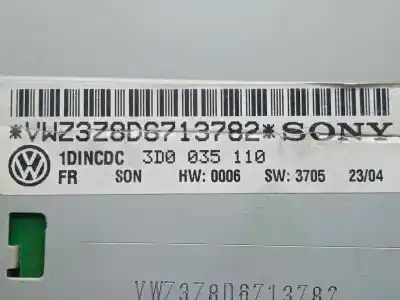 *VWZ3Z8D6713782* SONY
1DINCDC 3D0 035 110
FR SON HW: 0006 SW: 3705 23/04
VWZ3Z8D6713782